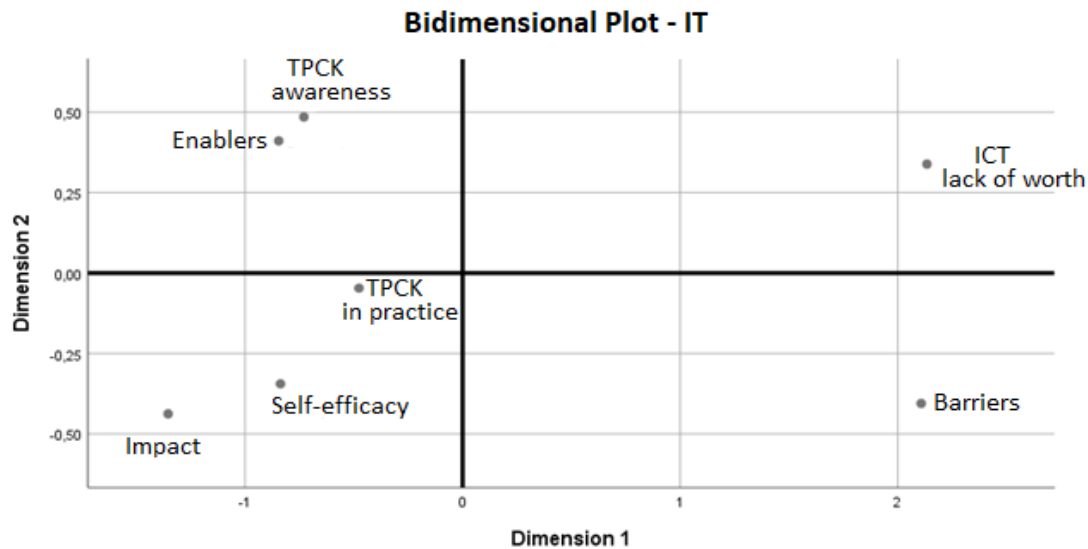 Bidimensional Plot - IT
TPCK
awareness
0,50
Enablers
ICT
lack of worth
0,25
Dimension 2
0,00
TPCK
in practice
-0,25
Self-efficacy
Barriers
-0,50
Impact
-1
0
1
2
Dimension 1